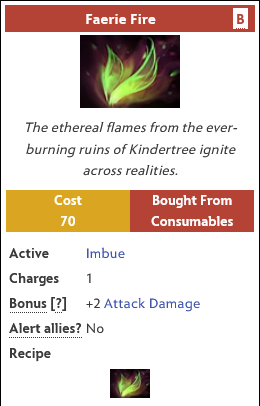 Faerie Fire B
The ethereal flames from the ever-
burning ruins of Kindertree ignite
across realities.
Cost Bought From
70 Consumables
Active Imbue
Charges 1
Bonus [?] +2 Attack Damage
Alert allies? No
Recipe